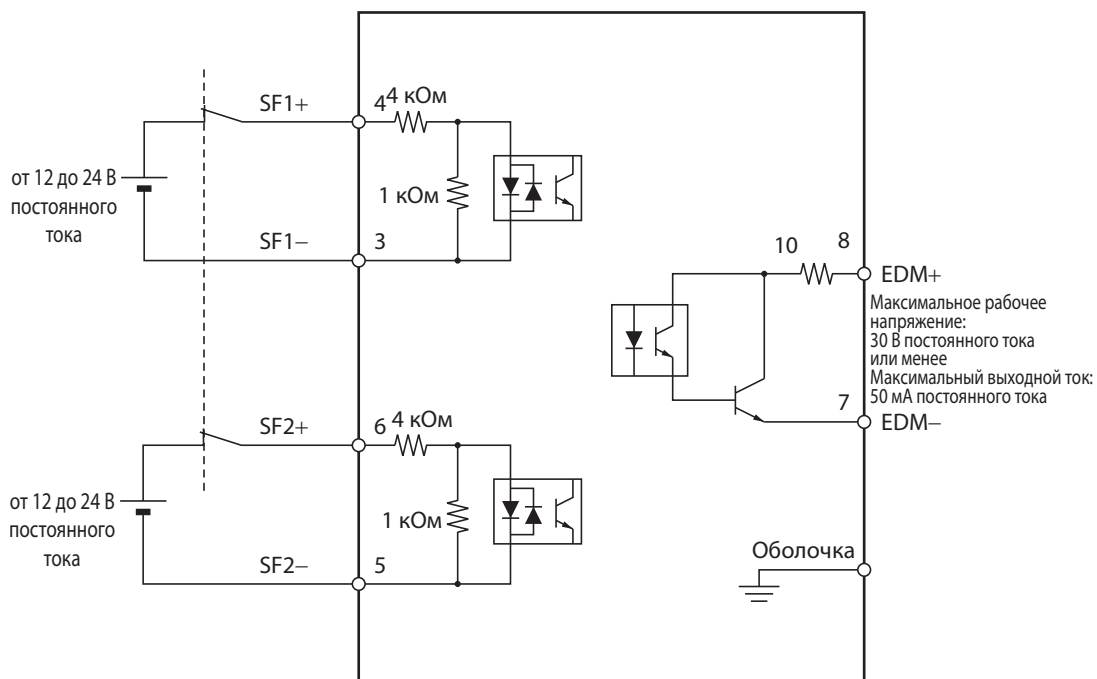 SF1+
4
4 кОм
от 12 до 24 В
постоянного
тока
1 кОм
SF1−
3
10
8
EDM+
Максимальное рабочее
напряжение:
30 В постоянного тока
или менее
Максимальный выходной ток:
50 мА постоянного тока
7
EDM−
SF2+
6
4 кОм
от 12 до 24 В
постоянного
тока
1 кОм
SF2−
5
Оболочка